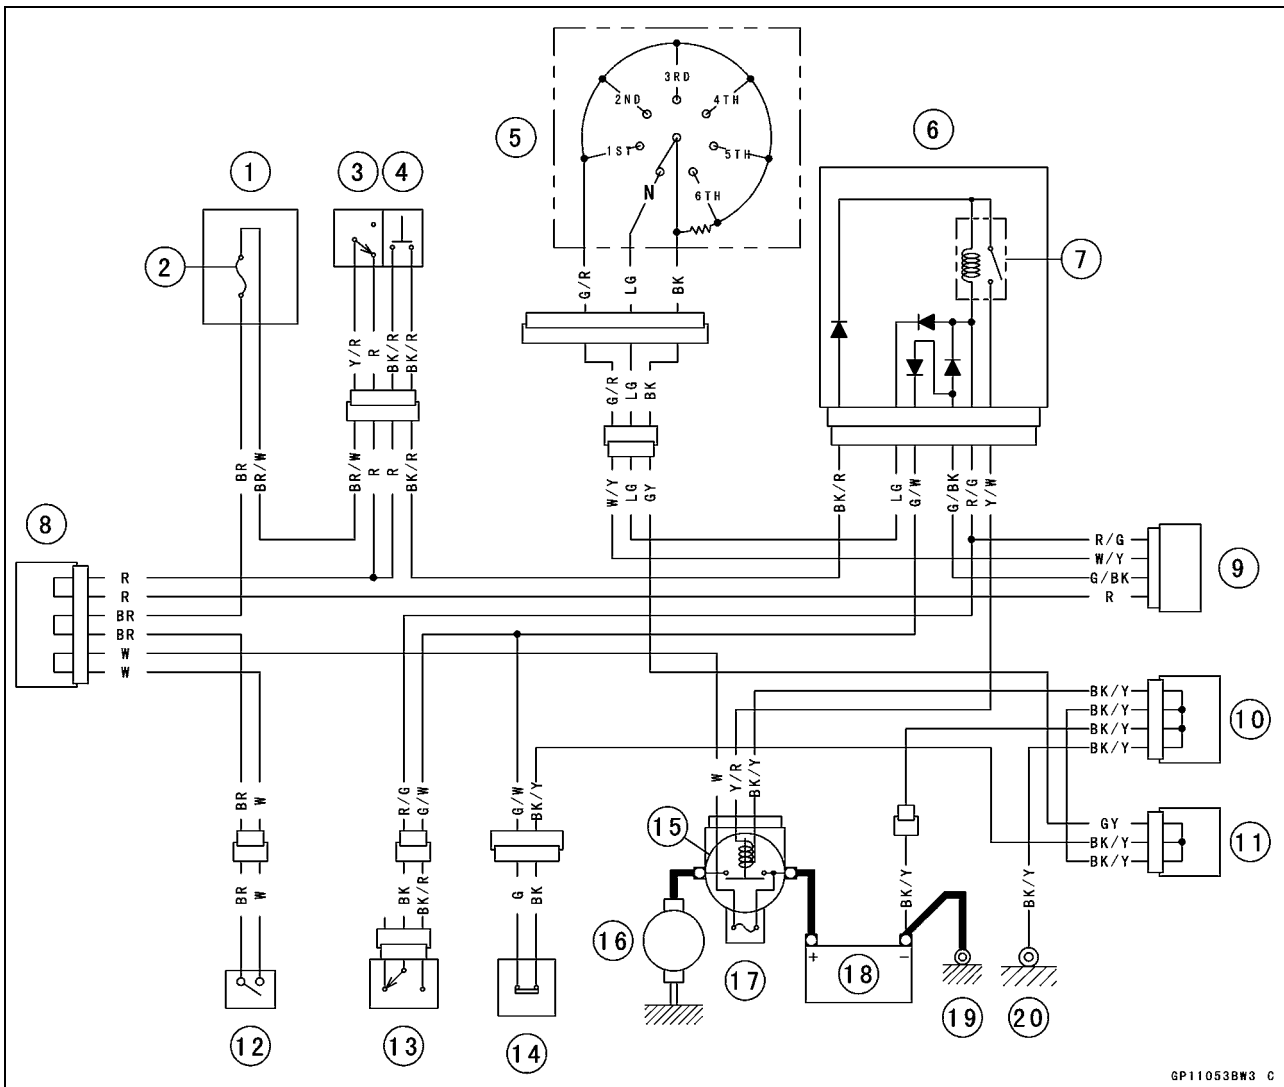 3RD
2ND
4TH
1ST
5TH
N
6TH
5
6
1
3
4
2
7
G/R
LG
BK
Y/R
R
BK/R
BK/R
G/R
LG
BK
BR
BR/W
BR/W
R
R
BK/R
W/Y
LG
GY
BK/R
LG
G/W
G/BK
R/G
Y/W
8
R
R
BR
BR
W
W
R/G
W/Y
G/BK
R
9
BK/Y
BK/Y
BK/Y
BK/Y
10
BR
W
R/G
G/W
G/W
BK/Y
W
Y/R
BK/Y
GY
BK/Y
BK/Y
11
15
BR
W
BK
BK/R
G
BK
BK/Y
BK/Y
16
17
+
-
18
19
20
12
13
14
GP11053BW3 C